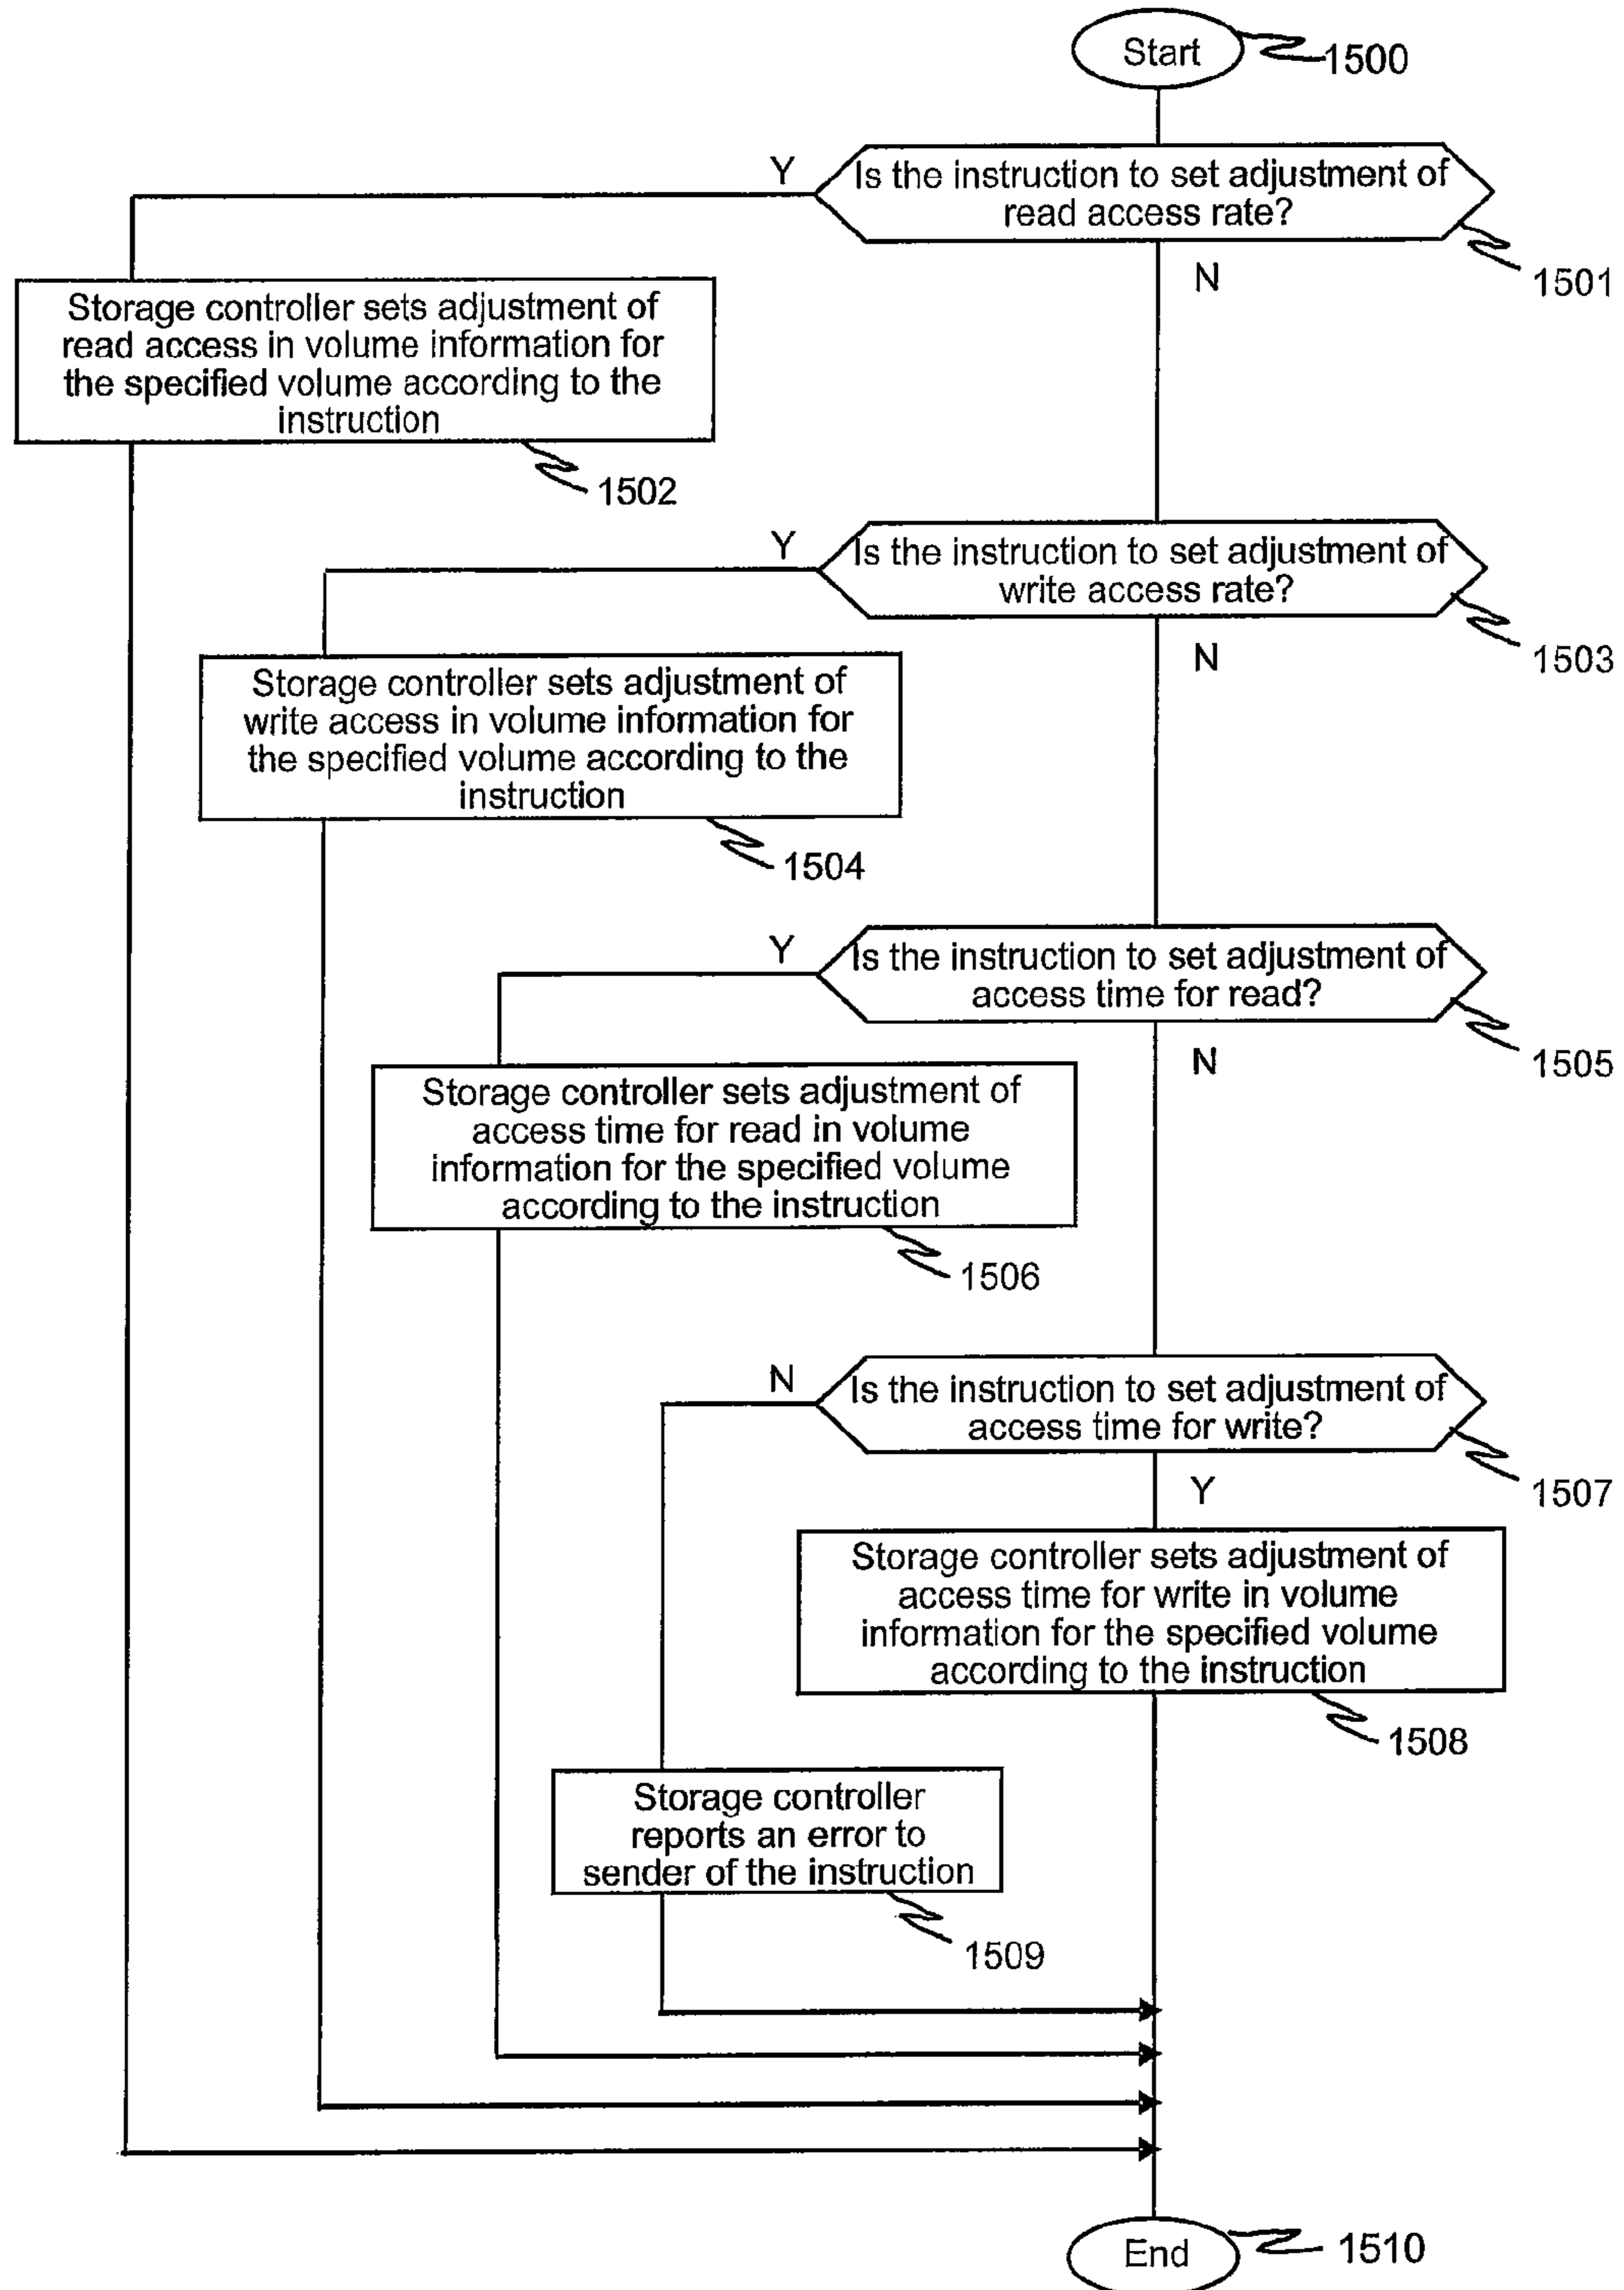 Start
1500
Y
Is the instruction to set adjustment of
read access rate?
1501
N
Storage controller sets adjustment of
read access in volume information for
the specified volume according to the
instruction
1502
Y
Is the instruction to set adjustment of
write access rate?
1503
N
Storage controller sets adjustment of
write access in volume information for
the specified volume according to the
instruction
1504
Y
Is the instruction to set adjustment of
access time for read?
1505
N
Storage controller sets adjustment of
access time for read in volume
information for the specified volume
according to the instruction
1506
N
Is the instruction to set adjustment of
access time for write?
1507
Y
Storage controller sets adjustment of
access time for write in volume
information for the specified volume
according to the instruction
1508
Storage controller
reports an error to
sender of the instruction
1509
End
1510